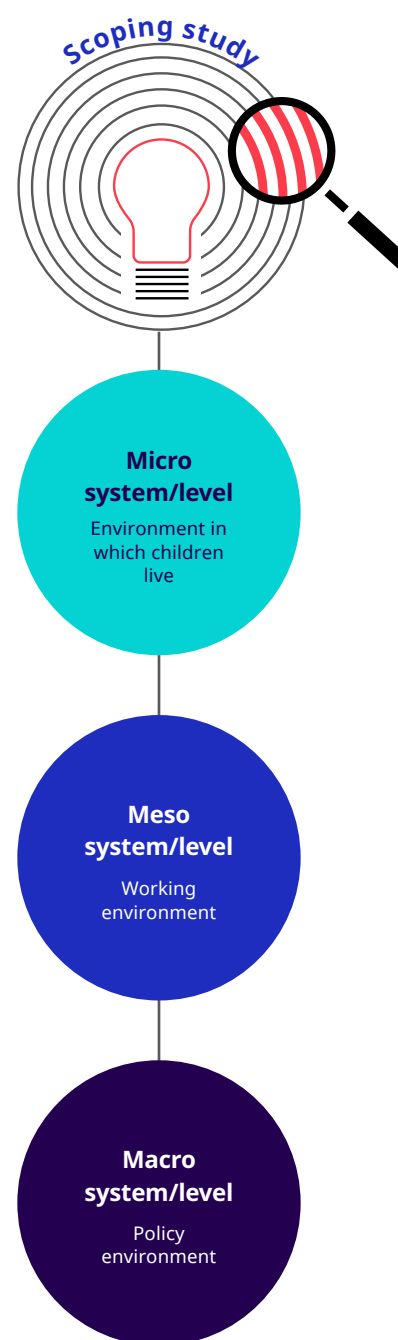 Scoping study
Micro
system/level
Environment in
which children
live
Meso
system/level
Working
environment
Macro
system/level
Policy
environment